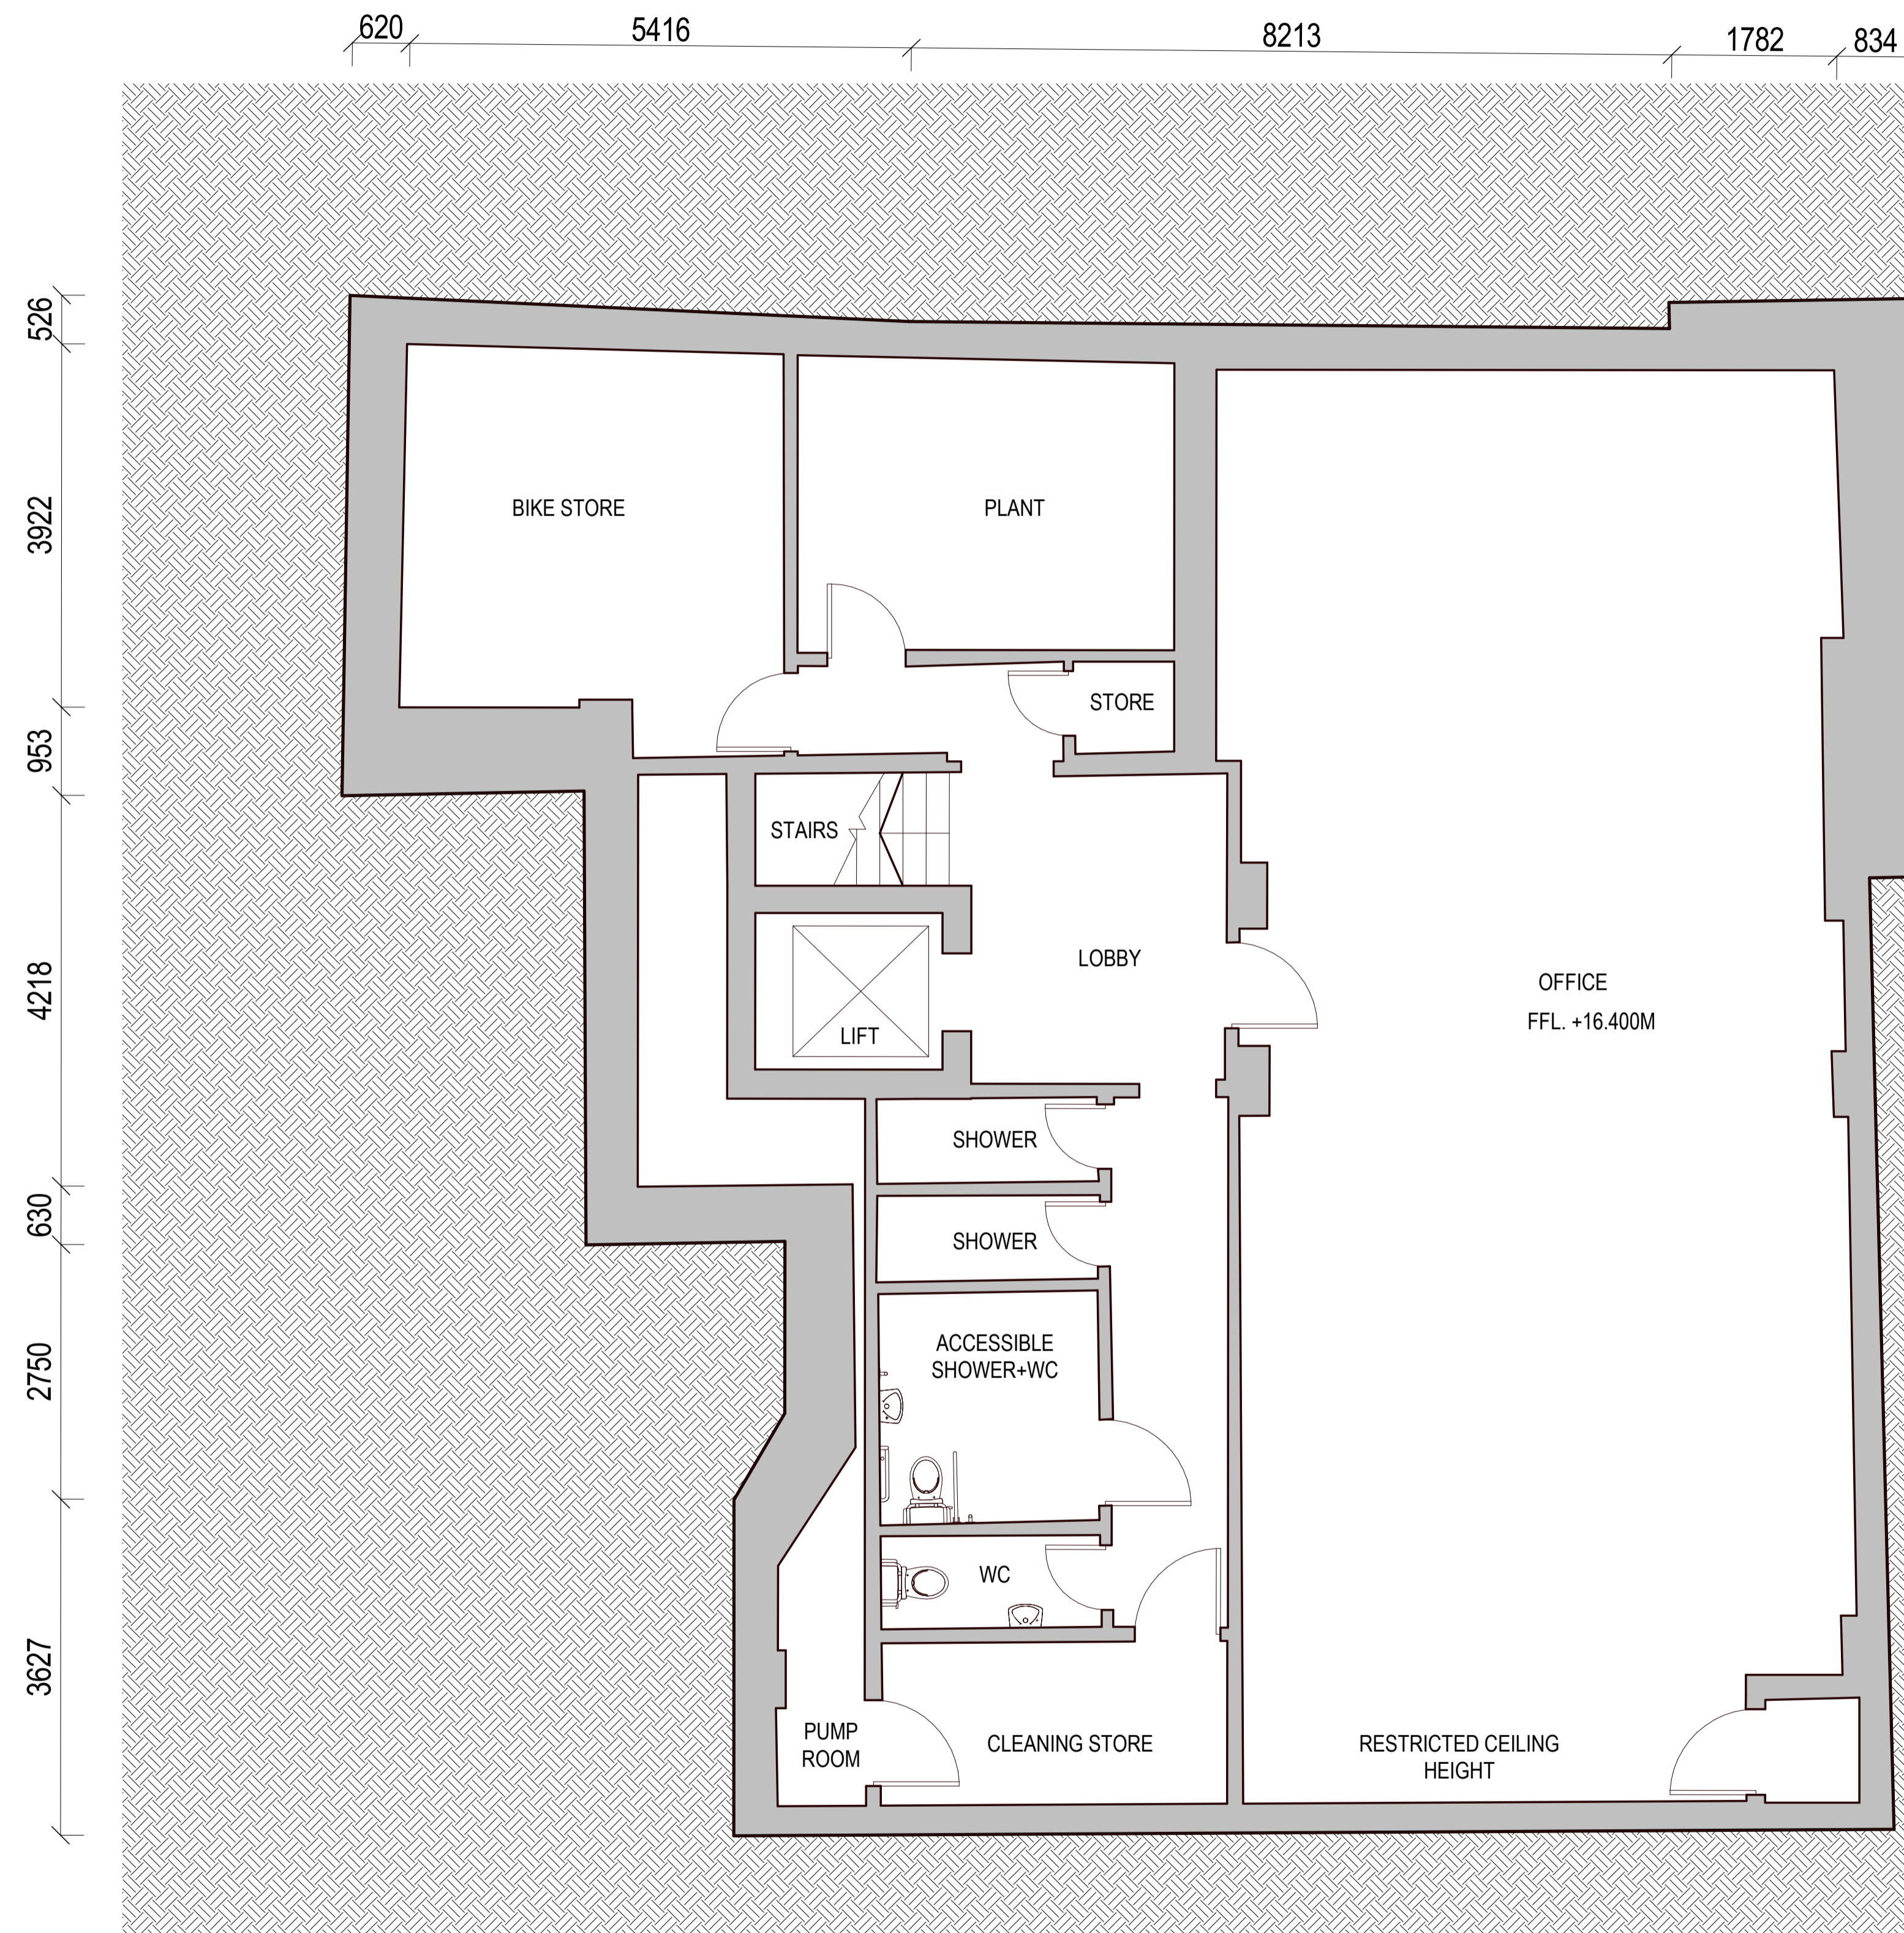 620
5416
8213
1782
834
526
3922
953
4218
630
2750
3627
BIKE STORE
PLANT
STORE
STAIRS
LOBBY
LIFT
OFFICE
FFL. +16.400M
SHOWER
SHOWER
ACCESSIBLE
SHOWER+WC
WC
PUMP
ROOM
CLEANING STORE
RESTRICTED CEILING
HEIGHT